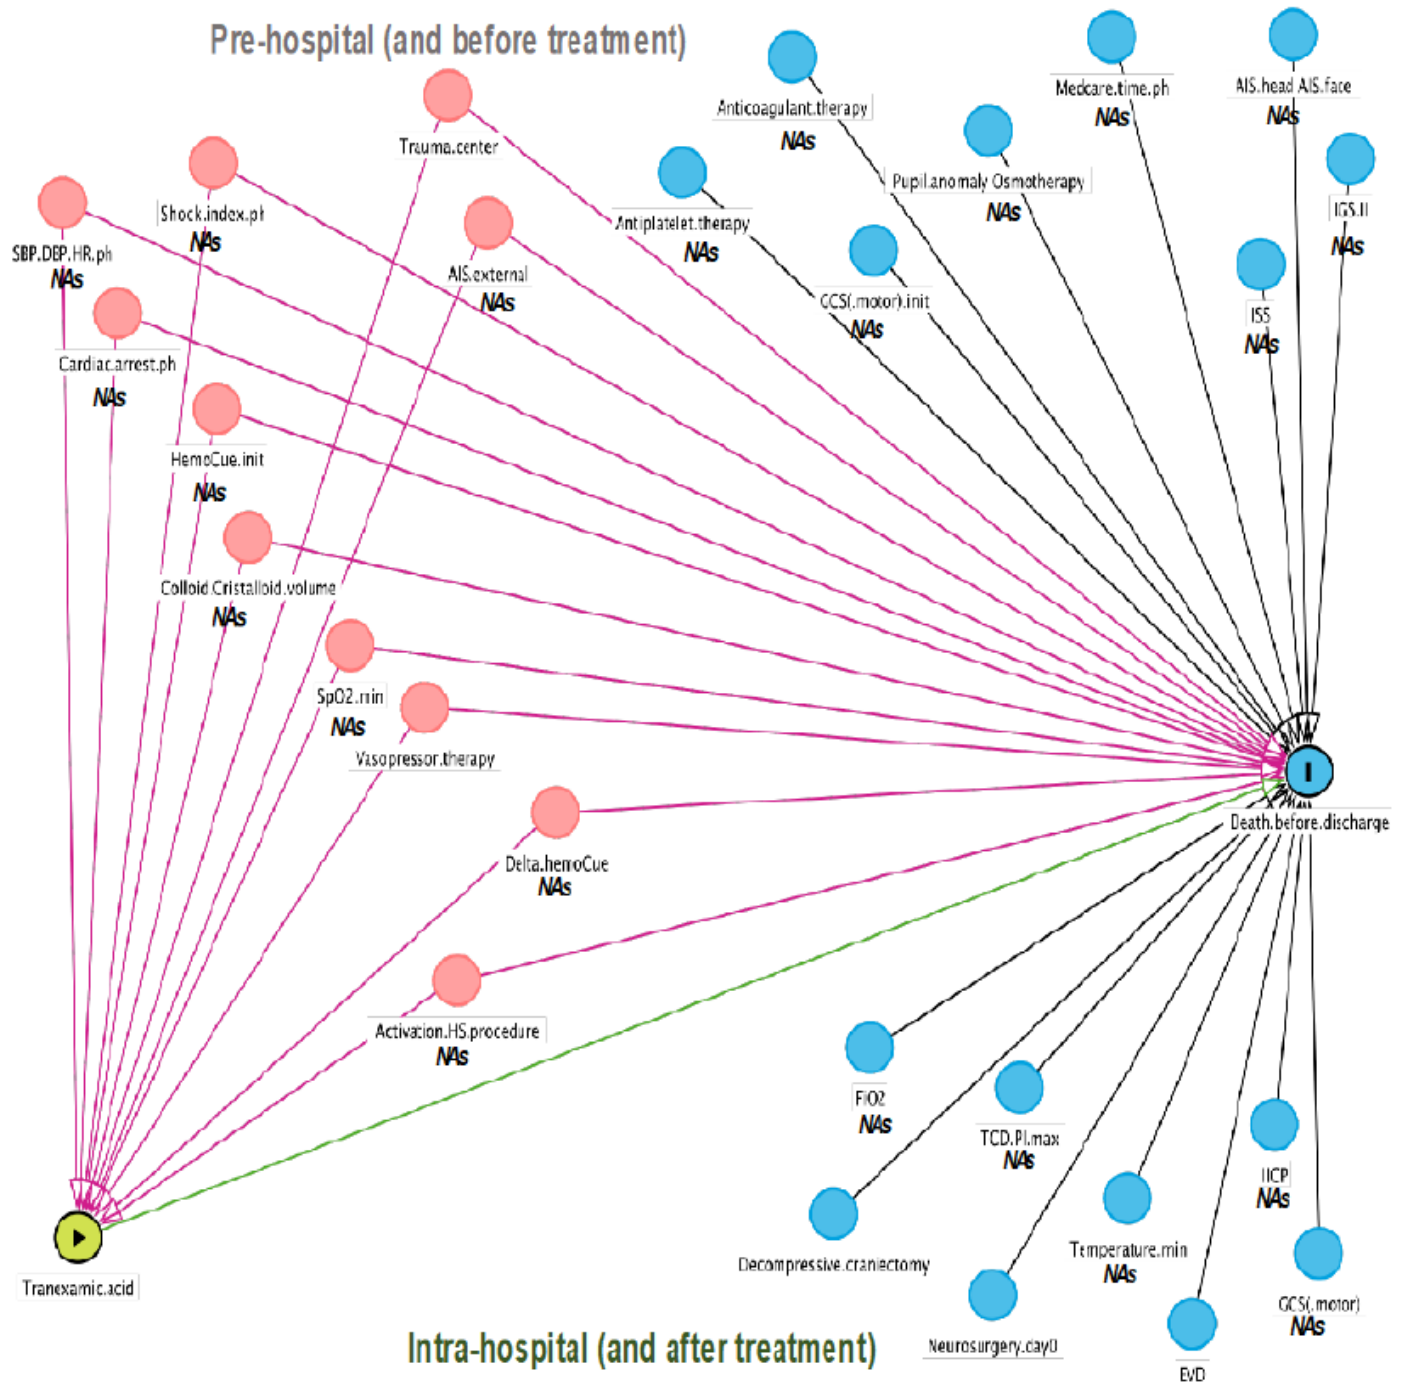 Pre-hospital (and before treatment)
Trauma.center
Shock.index.ph
NAs
SBP.DBP.HR.ph
NAs
AIS.external
NAs
Cardiac.arrest.ph
NAs
HemoCue.init
NAs
Colloid.Cristalloid.volume
NAs
SpO2.min
NAs
Vasopressor.therapy
Delta.hemoCue
NAs
Activation.HS.procedure
NAs
Tranexamic.acid
Anticoagulant.therapy
NAs
Medcare.time.ph
NAs
AIS.head AIS.face
NAs
Pupil.anomaly Osmotherapy
NAs
IGS.II
NAs
Antiplatelet.therapy
NAs
GCS(.motor).init
NAs
ISS
NAs
Death.before.discharge
FiO2
NAs
TCD.PI.max
NAs
IICP
NAs
Decompressive.craniectomy
Temperature.min
NAs
GCS(.motor)
NAs
Neurosurgery.day0
EVD
Intra-hospital (and after treatment)